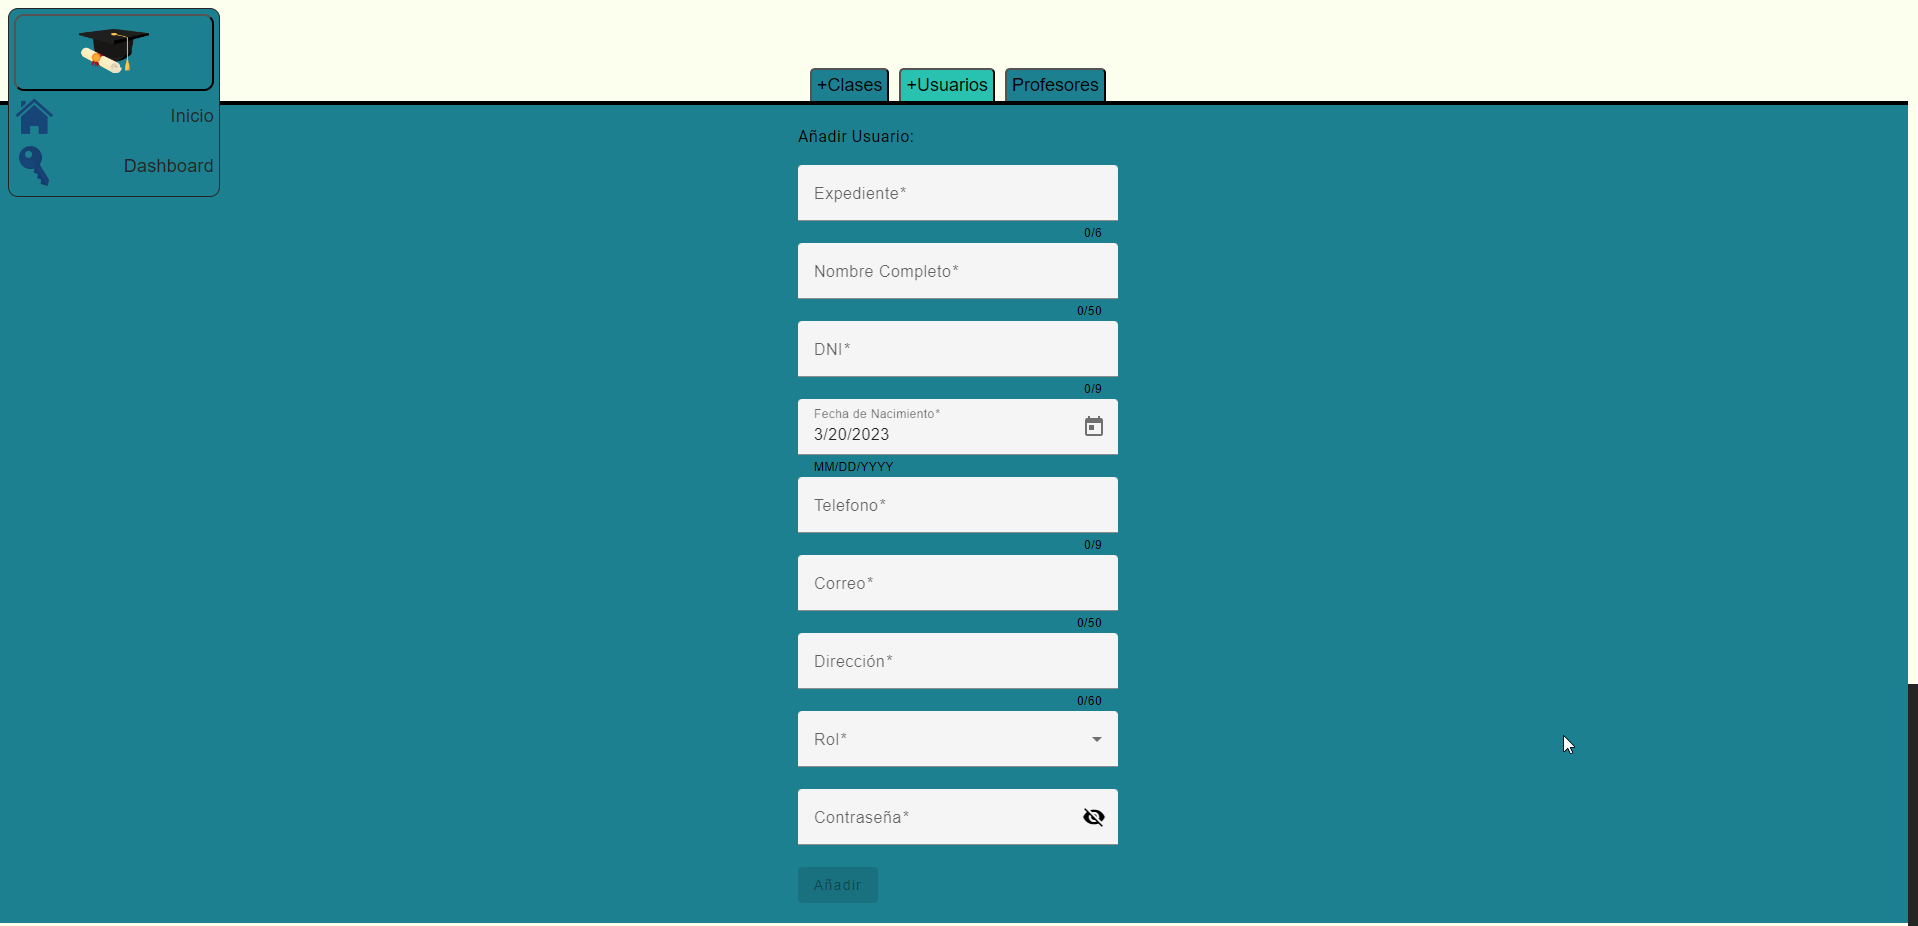 +Clases
+Usuarios
Profesores
Inicio
Dashboard
Añadir Usuario:
Expediente*
0/6
Nombre Completo*
0/50
DNI*
0/9
Fecha de Nacimiento*
3/20/2023
MM/DD/YYYY
Telefono*
0/9
Correo*
0/50
Dirección*
0/60
Rol*
Contraseña*
Añadir